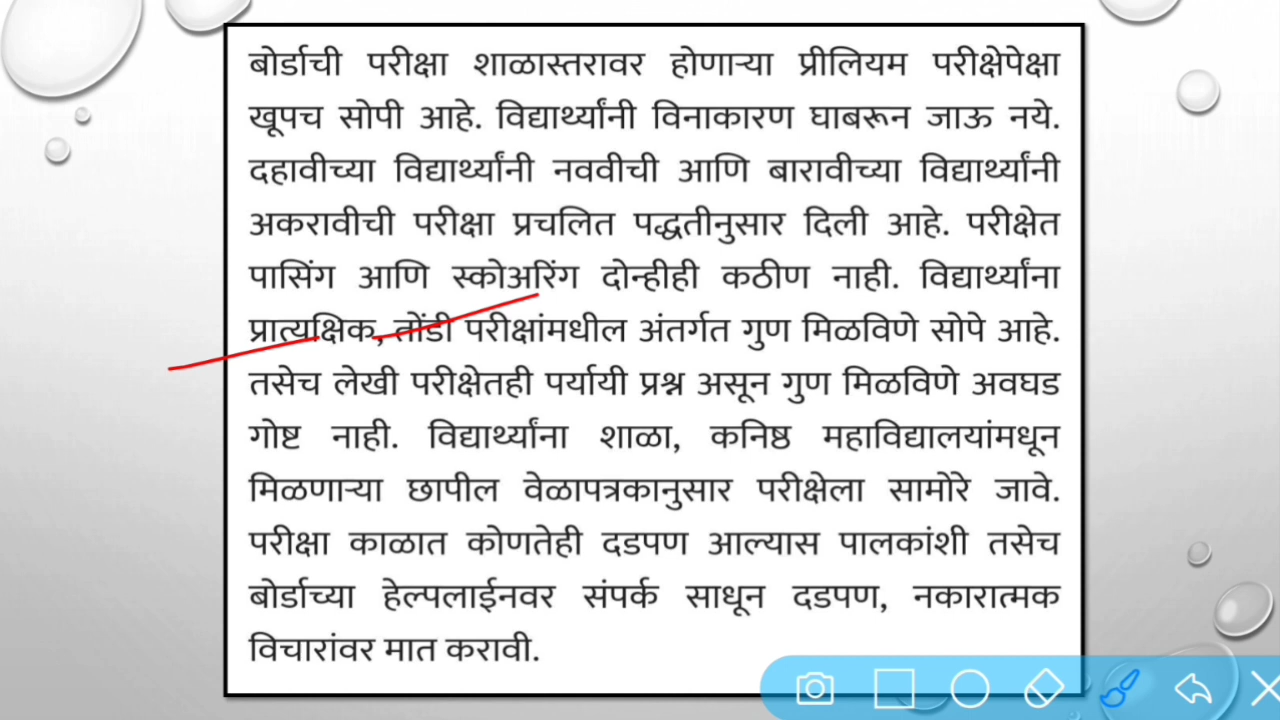 बोर्डाची परीक्षा शाळास्तरावर होणाऱ्या प्रीलियम परीक्षेपेक्षा
खूपच सोपी आहे. विद्यार्थ्यांनी विनाकारण घाबरून जाऊ नये.
दहावीच्या विद्यार्थ्यांनी नववीची आणि बारावीच्या विद्यार्थ्यांनी
अकरावीची परीक्षा प्रचलित पद्धतीनुसार दिली आहे. परीक्षेत
पासिंग आणि स्कोअरिंग दोन्हीही कठीण नाही. विद्यार्थ्यांना
प्रात्यक्षिक, तोंडी परीक्षांमधील अंतर्गत गुण मिळविणे सोपे आहे.
तसेच लेखी परीक्षेतही पर्यायी प्रश्न असून गुण मिळविणे अवघड
गोष्ट नाही. विद्यार्थ्यांना शाळा, कनिष्ठ महाविद्यालयांमधून
मिळणाऱ्या छापील वेळापत्रकानुसार परीक्षेला सामोरे जावे.
परीक्षा काळात कोणतेही दडपण आल्यास पालकांशी तसेच
बोर्डाच्या हेल्पलाईनवर संपर्क साधून दडपण, नकारात्मक
विचारांवर मात करावी.